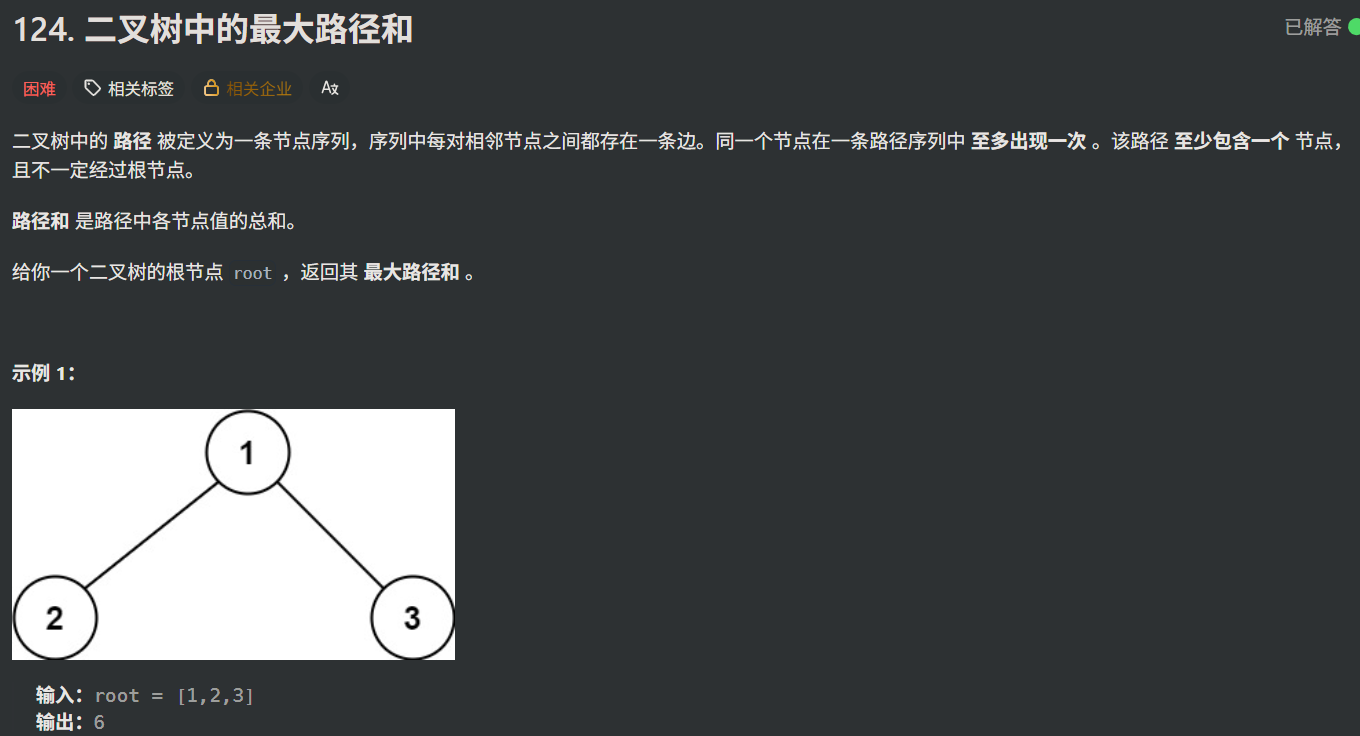 124. 二叉树中的最大路径和
已解答
困难 相关标签 相关企业
二叉树中的 路径 被定义为一条节点序列，序列中每对相邻节点之间都存在一条边。同一个节点在一条路径序列中 至多出现一次 。该路径 至少包含一个 节点，
且不一定经过根节点。
路径和 是路径中各节点值的总和。
给你一个二叉树的根节点 root ，返回其 最大路径和 。
示例 1：
1
2 3
输入：root = [1,2,3]
输出：6